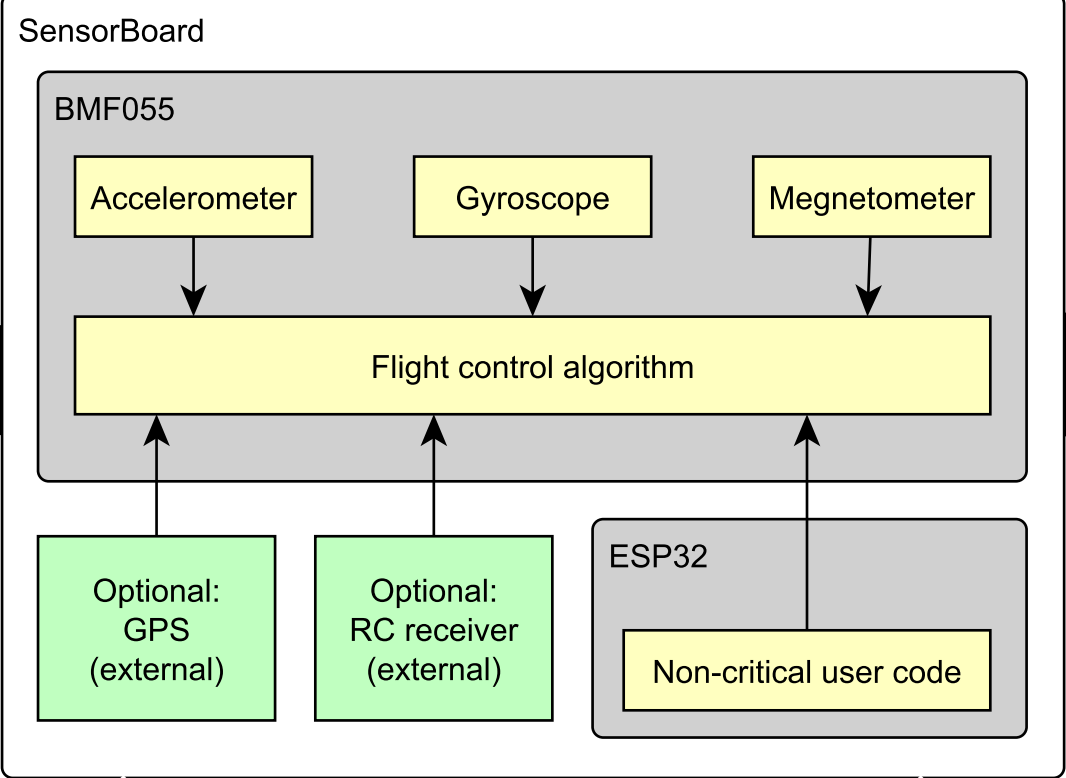 SensorBoard
BMF055
Accelerometer
Gyroscope
Megnetometer
Flight control algorithm
Optional:
GPS
(external)
Optional:
RC receiver
(external)
ESP32
Non-critical user code